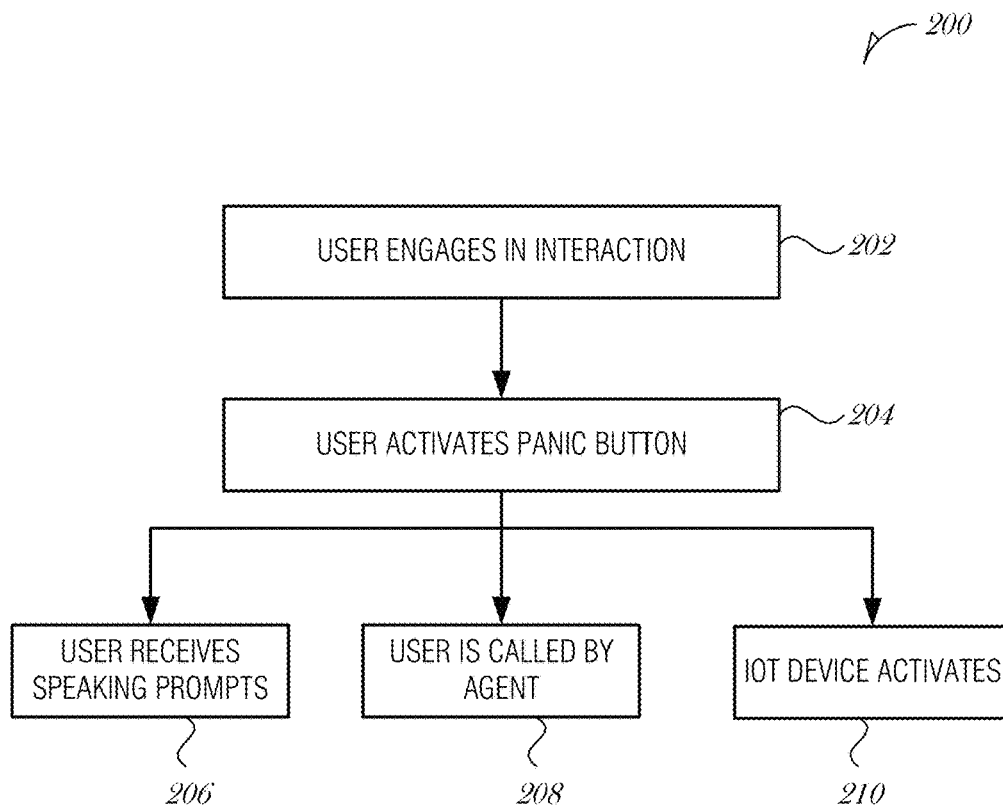 200
USER ENGAGES IN INTERACTION
202
USER ACTIVATES PANIC BUTTON
204
USER RECEIVES
SPEAKING PROMPTS
USER IS CALLED BY
AGENT
IOT DEVICE ACTIVATES
206
208
210